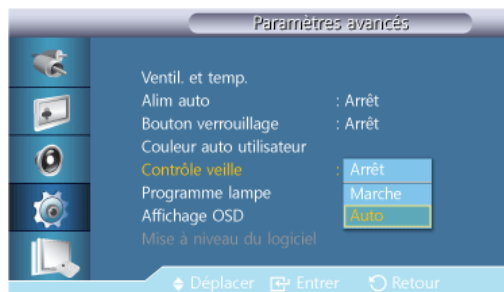 Paramètres avancés
Ventil. et temp.
Alim auto : Arrêt
Bouton verrouillage : Arrêt
Couleur auto utilisateur
Contrôle veille : Arrêt
Programme lampe Marche
Affichage OSD Auto
Mise à niveau du logiciel
Déplacer Entrer Retour